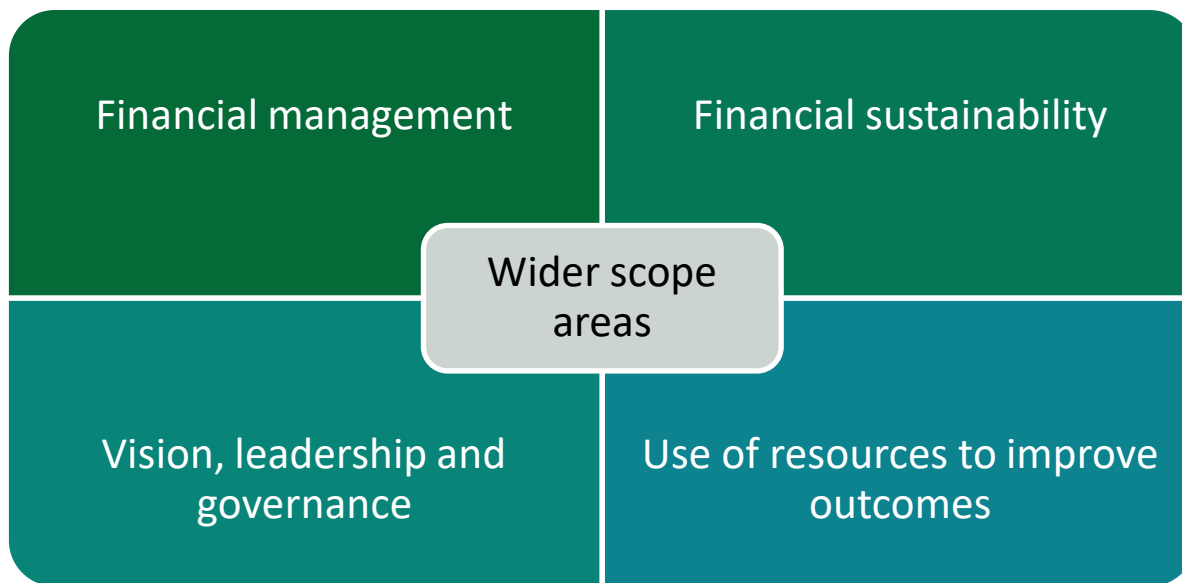 Financial management
Financial sustainability
Wider scope
areas
Vision, leadership and
governance
Use of resources to improve
outcomes